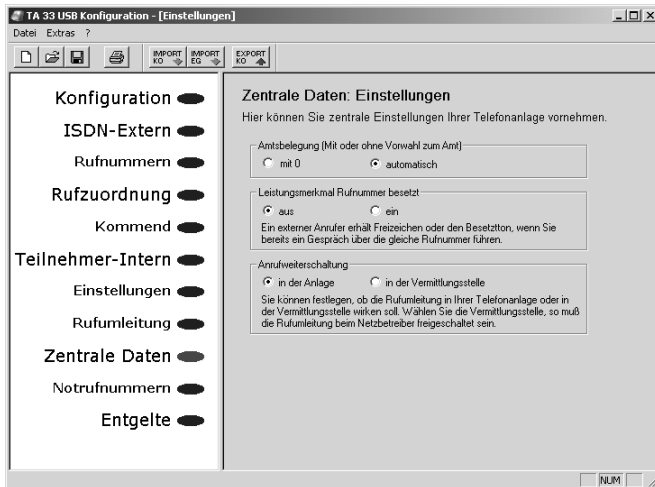 TA 33 USB Konfiguration - [Einstellungen]
Datei Extras ?
IMPORT KO
IMPORT EG
EXPORT KO
Konfiguration
ISDN-Extern
Rufnummern
Rufzuordnung
Kommend
Teilnehmer-Intern
Einstellungen
Rufumleitung
Zentrale Daten
Notrufnummern
Entgelte
Zentrale Daten: Einstellungen
Hier können Sie zentrale Einstellungen Ihrer Telefonanlage vornehmen.
Amtsbelegung (Mit oder ohne Vorwahl zum Amt)
mit 0 automatisch
Leistungsmerkmal Rufnummer besetzt
aus ein
Ein externer Anrufer erhält Freizeichen oder den Besetztton, wenn Sie
bereits ein Gespräch über die gleiche Rufnummer führen.
Anrufweiterschaltung
in der Anlage in der Vermittlungsstelle
Sie können festlegen, ob die Rufumleitung in Ihrer Telefonanlage oder in
der Vermittlungsstelle wirken soll. Wählen Sie die Vermittlungsstelle, so muß
die Rufumleitung beim Netzbetreiber freigeschaltet sein.
NUM